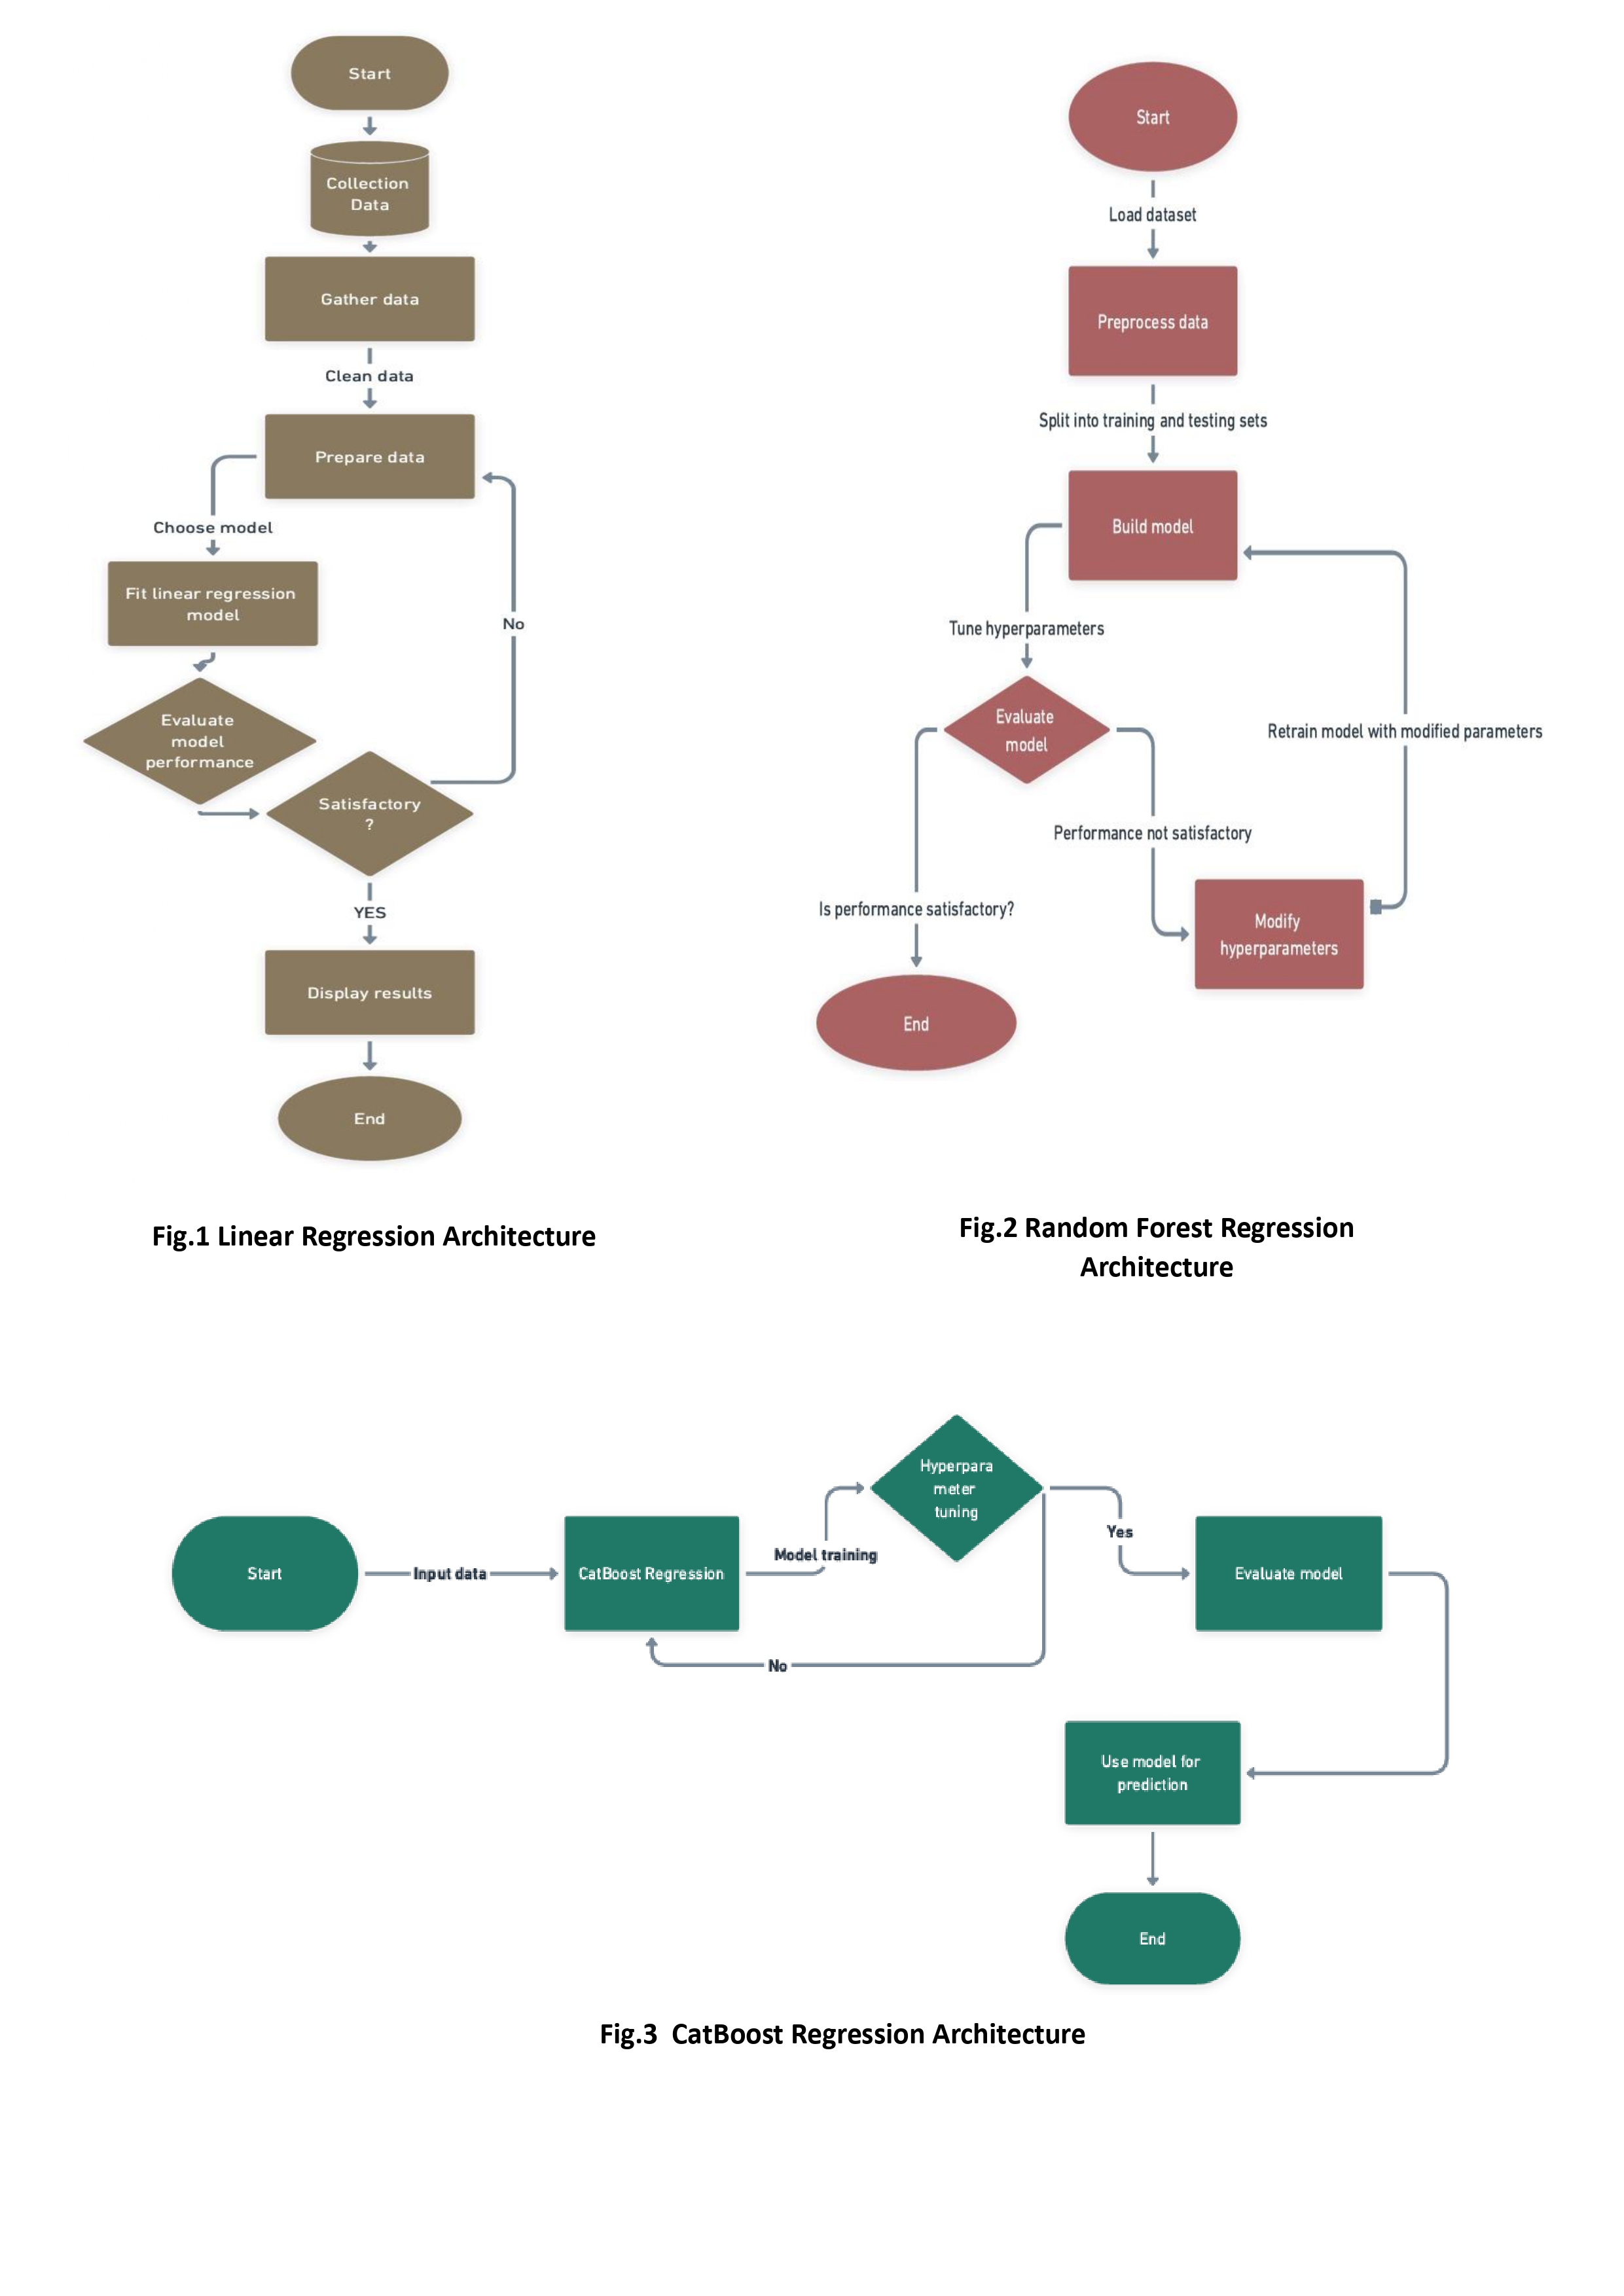 Start
Collection
Data
Gather data
Clean data
Prepare data
Choose model
Fit linear regression
model
No
Evaluate
model
performance
Satisfactory
?
YES
Display results
End
Fig.1 Linear Regression Architecture
Start
Load dataset
Preprocess data
Split into training and testing sets
Build model
Tune hyperparameters
Evaluate
model
Retrain model with modified parameters
Performance not satisfactory
Is performance satisfactory?
Modify
hyperparameters
End
Fig.2 Random Forest Regression
Architecture
Start
Input data
CatBoost Regression
Model training
Hyperpara
meter
tuning
Yes
No
Evaluate model
Use model for
prediction
End
Fig.3 CatBoost Regression Architecture